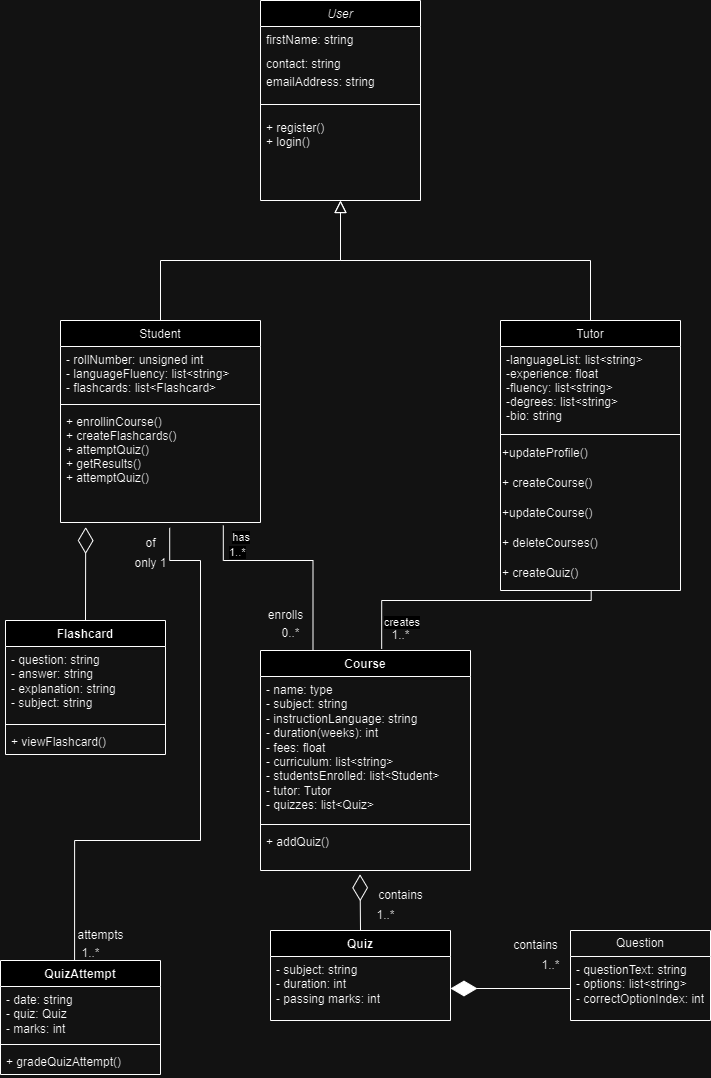 User
firstName: string
contact: string
emailAddress: string
+ register()
+ login()
Student
- rollNumber: unsigned int
- languageFluency: list<string>
- flashcards: list<Flashcard>
+ enrollinCourse()
+ createFlashcards()
+ attemptQuiz()
+ getResults()
+ attemptQuiz()
Tutor
-languageList: list<string>
-experience: float
-fluency: list<string>
-degrees: list<string>
-bio: string
+updateProfile()
+ createCourse()
+updateCourse()
+ deleteCourses()
+ createQuiz()
of
only 1
has
1..*
enrolls
0..*
creates
1..*
Flashcard
- question: string
- answer: string
- explanation: string
- subject: string
+ viewFlashcard()
Course
- name: type
- subject: string
- instructionLanguage: string
- duration(weeks): int
- fees: float
- curriculum: list<string>
- studentsEnrolled: list<Student>
- tutor: Tutor
- quizzes: list<Quiz>
+ addQuiz()
contains
1..*
attempts
1..*
QuizAttempt
- date: string
- quiz: Quiz
- marks: int
+ gradeQuizAttempt()
Quiz
- subject: string
- duration: int
- passing marks: int
contains
1..*
Question
- questionText: string
- options: list<string>
- correctOptionIndex: int